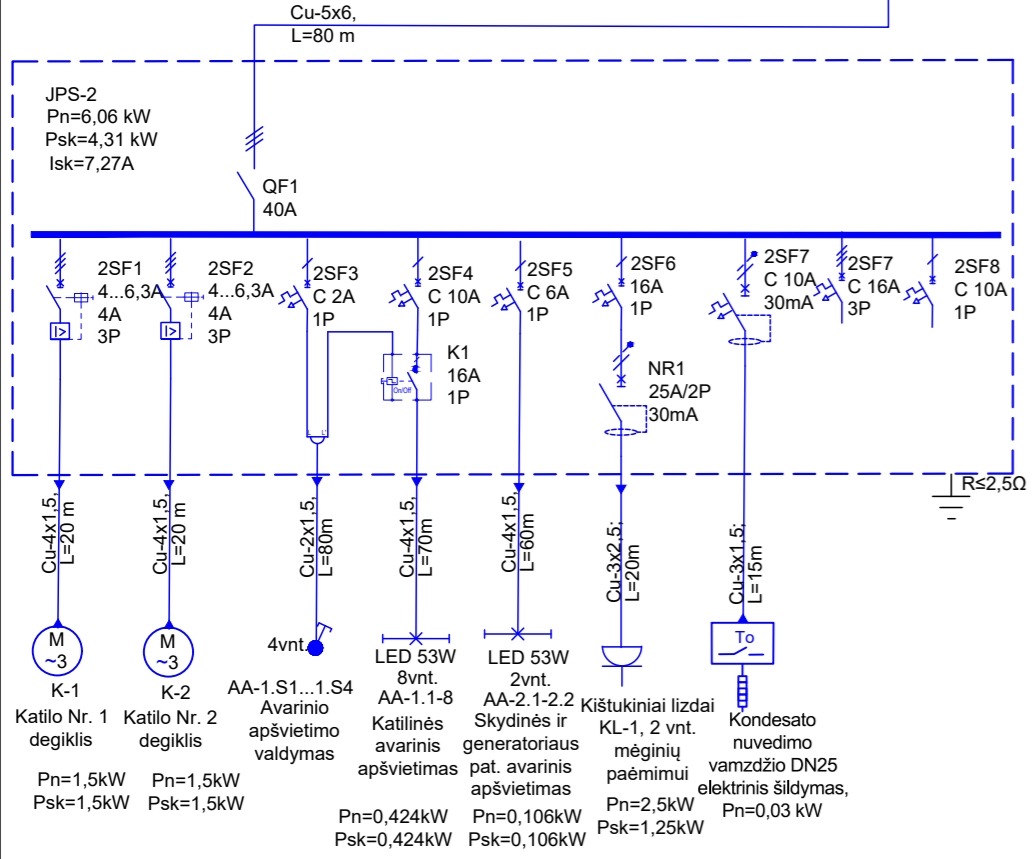 Cu-5x6,
L=80 m
JPS-2
Pn=6,06 kW
Psk=4,31 kW
Isk=7,27A
QF1
40A
2SF1
4...6,3A
4A
3P
I>
2SF2
4...6,3A
4A
3P
I>
2SF3
C 2A
1P
2SF4
C 10A
1P
2SF5
C 6A
1P
2SF6
16A
1P
2SF7
C 10A
30mA
2SF7
C 16A
3P
2SF8
C 10A
1P
K1
16A
1P
On/Off
NR1
25A/2P
30mA
L
L'
R≤2,5Ω
Cu-4x1,5,
L=20 m
Cu-4x1,5,
L=20 m
Cu-2x1,5,
L=80m
Cu-4x1,5,
L=70m
Cu-4x1,5,
L=60m
Cu-3x2,5;
L=20m
Cu-3x1,5;
L=15m
M
~3
K-1
Katilo Nr. 1
degiklis
Pn=1,5kW
Psk=1,5kW
M
~3
K-2
Katilo Nr. 2
degiklis
Pn=1,5kW
Psk=1,5kW
4vnt.
AA-1.S1...1.S4
Avarinio
apšvietimo
valdymas
LED 53W
8vnt.
AA-1.1-8
Katilinės
avarinis
apšvietimas
Pn=0,424kW
Psk=0,424kW
LED 53W
2vnt.
AA-2.1-2.2
Skydinės ir
generatoriaus
pat. avarinis
apšvietimas
Pn=0,106kW
Psk=0,106kW
Kištukiniai lizdai
KL-1, 2 vnt.
mėginių
paėmimui
Pn=2,5kW
Psk=1,25kW
To
Kondesato
nuvedimo
vamzdžio DN25
elektrinis šildymas,
Pn=0,03 kW